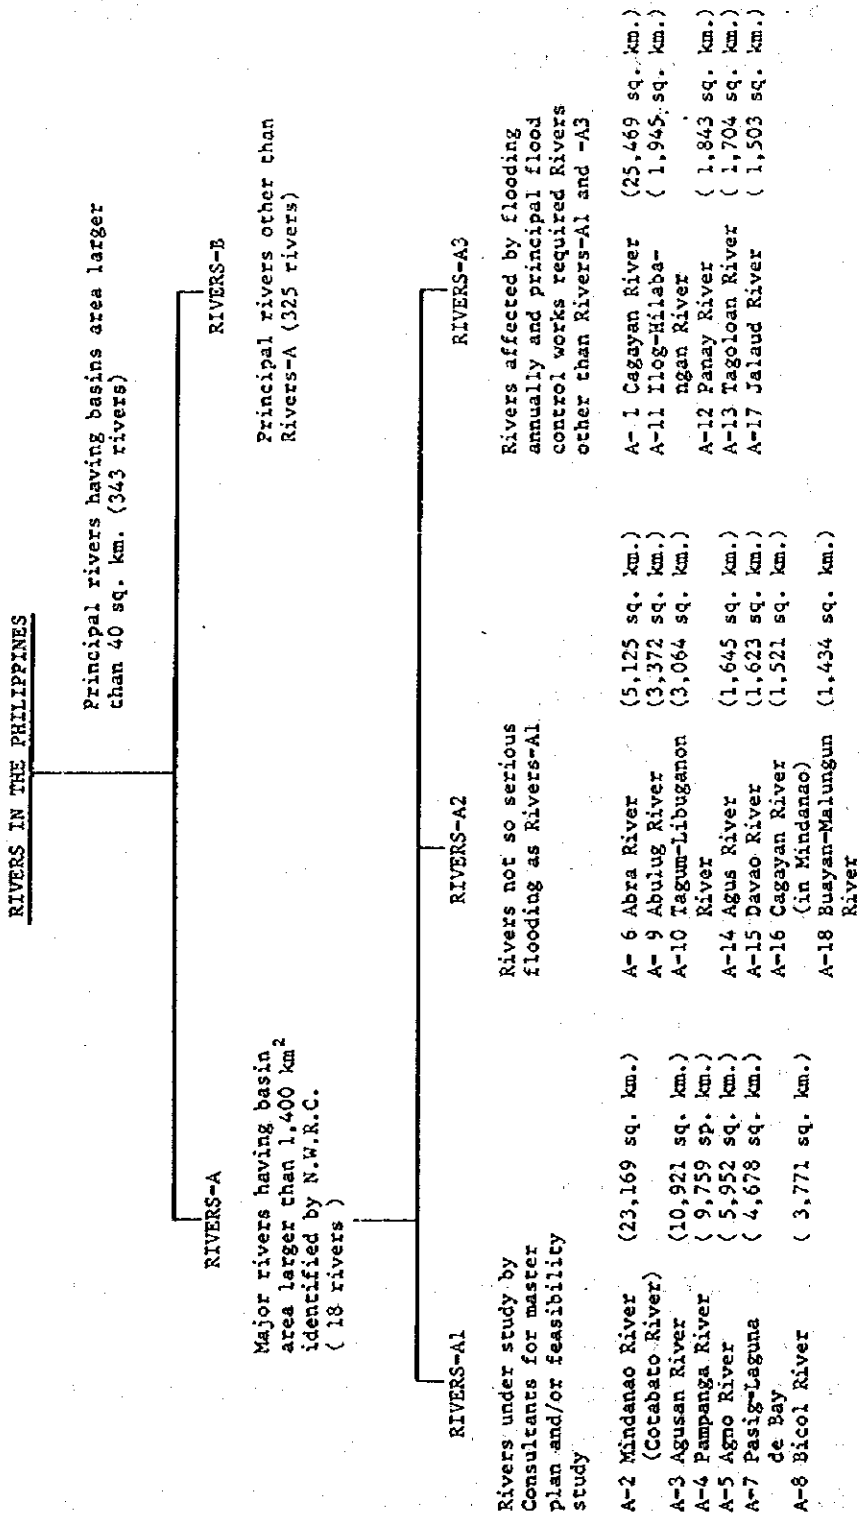 RIVERS IN THE PHILIPPINES
Principal rivers having basins area larger
than 40 sq. km. (343 rivers)
RIVERS-A
Major rivers having basin
area larger than 1,400 km²
identified by N.W.R.C.
( 18 rivers )
RIVERS-B
Principal rivers other than
Rivers-A (325 rivers)
RIVERS-A1
Rivers under study by
Consultants for master
plan and/or feasibility
study
A-2 Mindanao River (23,169 sq. km.)
(Cotabato River)
A-3 Agusan River (10,921 sq. km.)
A-4 Pampanga River ( 9,759 sp. km.)
A-5 Agno River ( 5,952 sq. km.)
A-7 Pasig-Laguna ( 4,678 sq. km.)
de Bay
A-8 Bicol River ( 3,771 sq. km.)
RIVERS-A2
Rivers not so serious
flooding as Rivers-A1
A- 6 Abra River (5,125 sq. km.)
A- 9 Abulug River (3,372 sq. km.)
A-10 Tagum-Libuganon (3,064 sq. km.)
River
A-14 Agus River (1,645 sq. km.)
A-15 Davao River (1,623 sq. km.)
A-16 Cagayan River (1,521 sq. km.)
(in Mindanao)
A-18 Buayan-Malungun (1,434 sq. km.)
River
RIVERS-A3
Rivers affected by flooding
annually and principal flood
control works required Rivers
other than Rivers-A1 and -A3
A- 1 Cagayan River (25,469 sq. km.)
A-11 Ilog-Hilaba- ( 1,945 sq. km.)
ngan River
A-12 Panay River ( 1,843 sq. km.)
A-13 Tagoloan River ( 1,704 sq. km.)
A-17 Jalaud River ( 1,503 sq. km.)